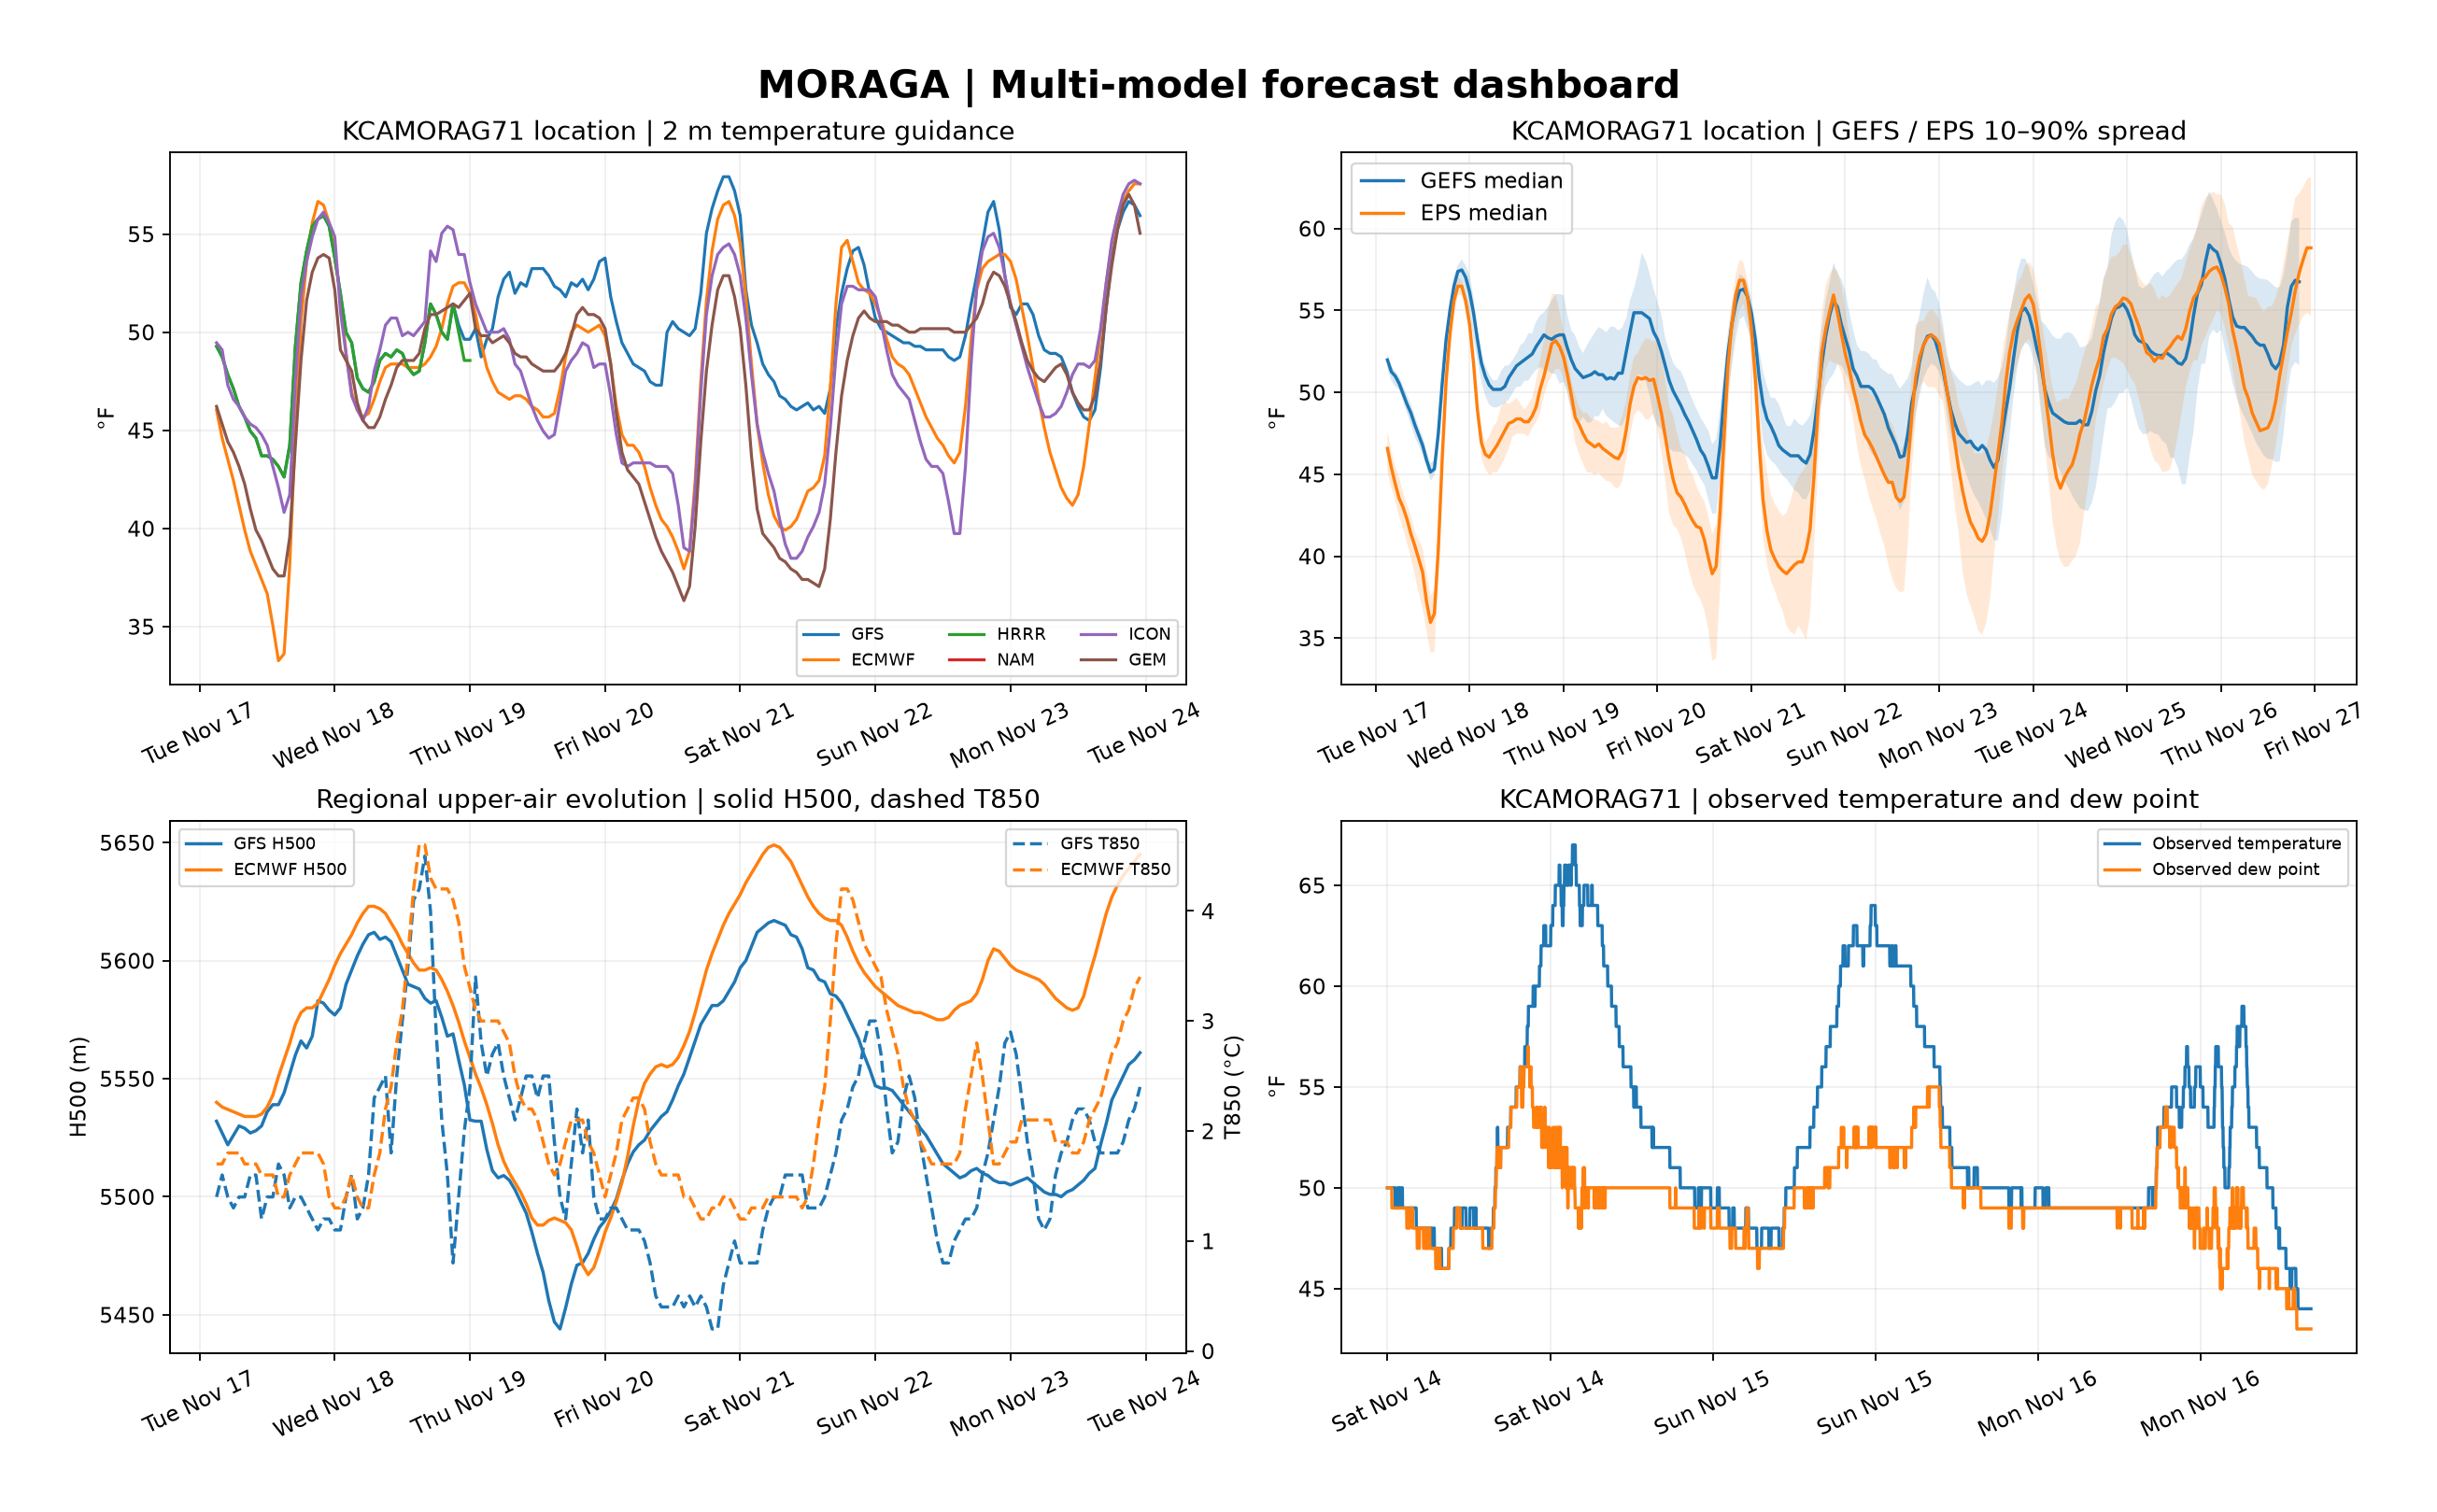 MORAGA | Multi-model forecast dashboard
KCAMORAG71 location | 2 m temperature guidance
°F
55
50
45
40
35
GFS
ECMWF
HRRR
NAM
ICON
GEM
Tue Nov 17
Wed Nov 18
Thu Nov 19
Fri Nov 20
Sat Nov 21
Sun Nov 22
Mon Nov 23
Tue Nov 24
KCAMORAG71 location | GEFS / EPS 10–90% spread
GEFS median
EPS median
°F
60
55
50
45
40
35
Tue Nov 17
Wed Nov 18
Thu Nov 19
Fri Nov 20
Sat Nov 21
Sun Nov 22
Mon Nov 23
Tue Nov 24
Wed Nov 25
Thu Nov 26
Fri Nov 27
Regional upper-air evolution | solid H500, dashed T850
GFS H500
ECMWF H500
GFS T850
ECMWF T850
H500 (m)
5650
5600
5550
5500
5450
T850 (°C)
4
3
2
1
0
Tue Nov 17
Wed Nov 18
Thu Nov 19
Fri Nov 20
Sat Nov 21
Sun Nov 22
Mon Nov 23
Tue Nov 24
KCAMORAG71 | observed temperature and dew point
Observed temperature
Observed dew point
°F
65
60
55
50
45
Sat Nov 14
Sat Nov 14
Sun Nov 15
Sun Nov 15
Mon Nov 16
Mon Nov 16